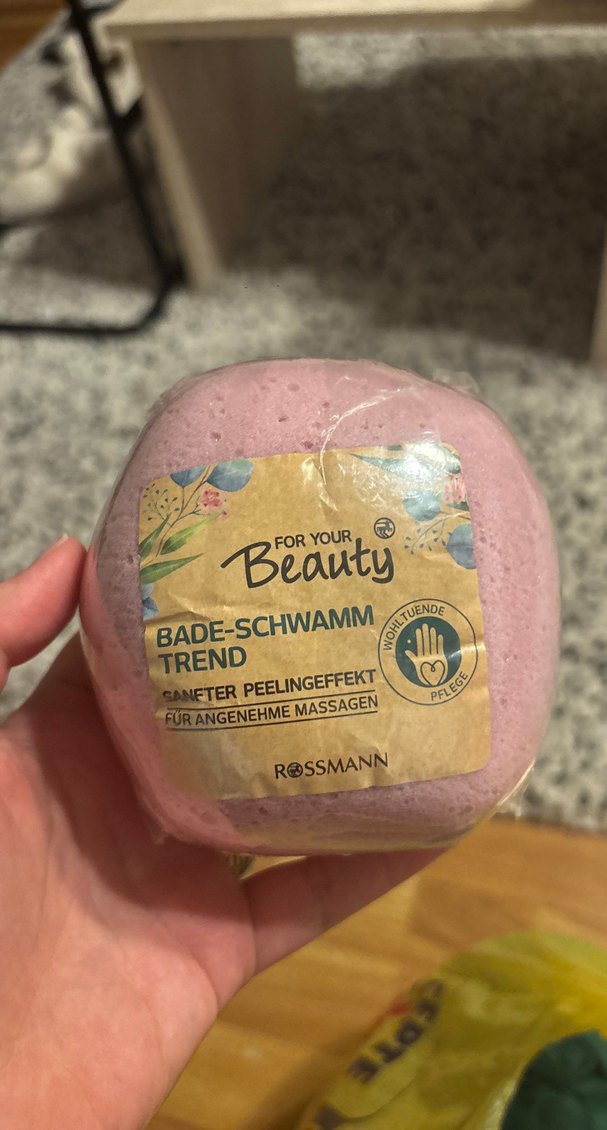 FOR YOUR
Beauty
BADE-SCHWAMM
TREND
SANFTER PEELINGEFFEKT
FÜR ANGENEHME MASSAGEN
WOHLTUENDE
PFLEGE
ROSSMANN